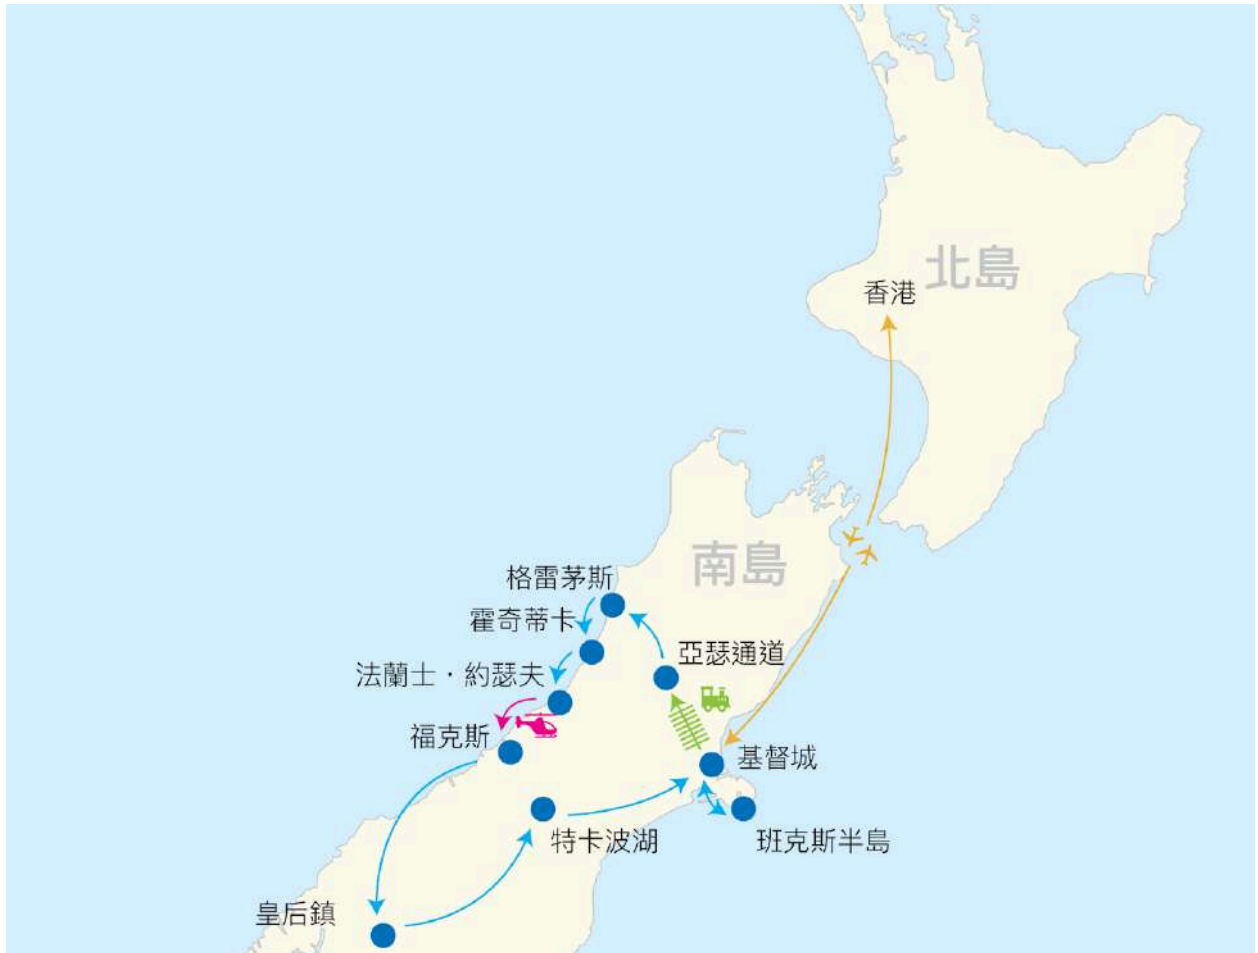 北島
香港
南島
格雷茅斯
霍奇蒂卡
亞瑟通道
法蘭士・約瑟夫
福克斯
基督城
特卡波湖
班克斯半島
皇后鎮